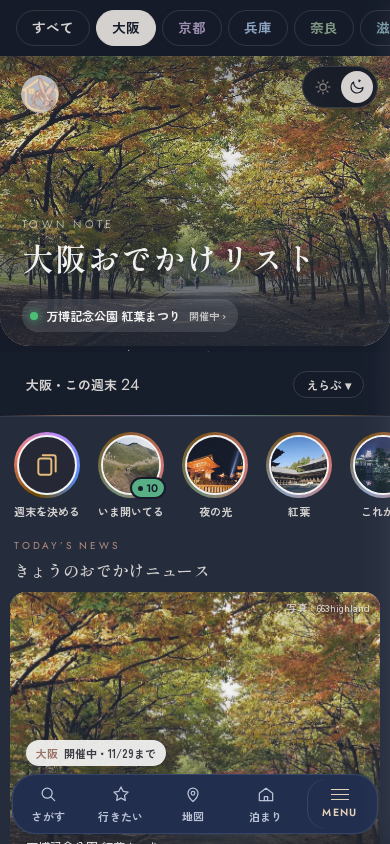 すべて 大阪 京都 兵庫 奈良
TOWN NOTE
大阪おでかけリスト
万博記念公園 紅葉まつり 開催中 ›
大阪・この週末 24 えらぶ ▾
10
週末を決める いま開いてる 夜の光 紅葉 これか
TODAY'S NEWS
きょうのおでかけニュース
写真：663highland
大阪 開催中・11/29まで
さがす 行きたい 地図 泊まり MENU